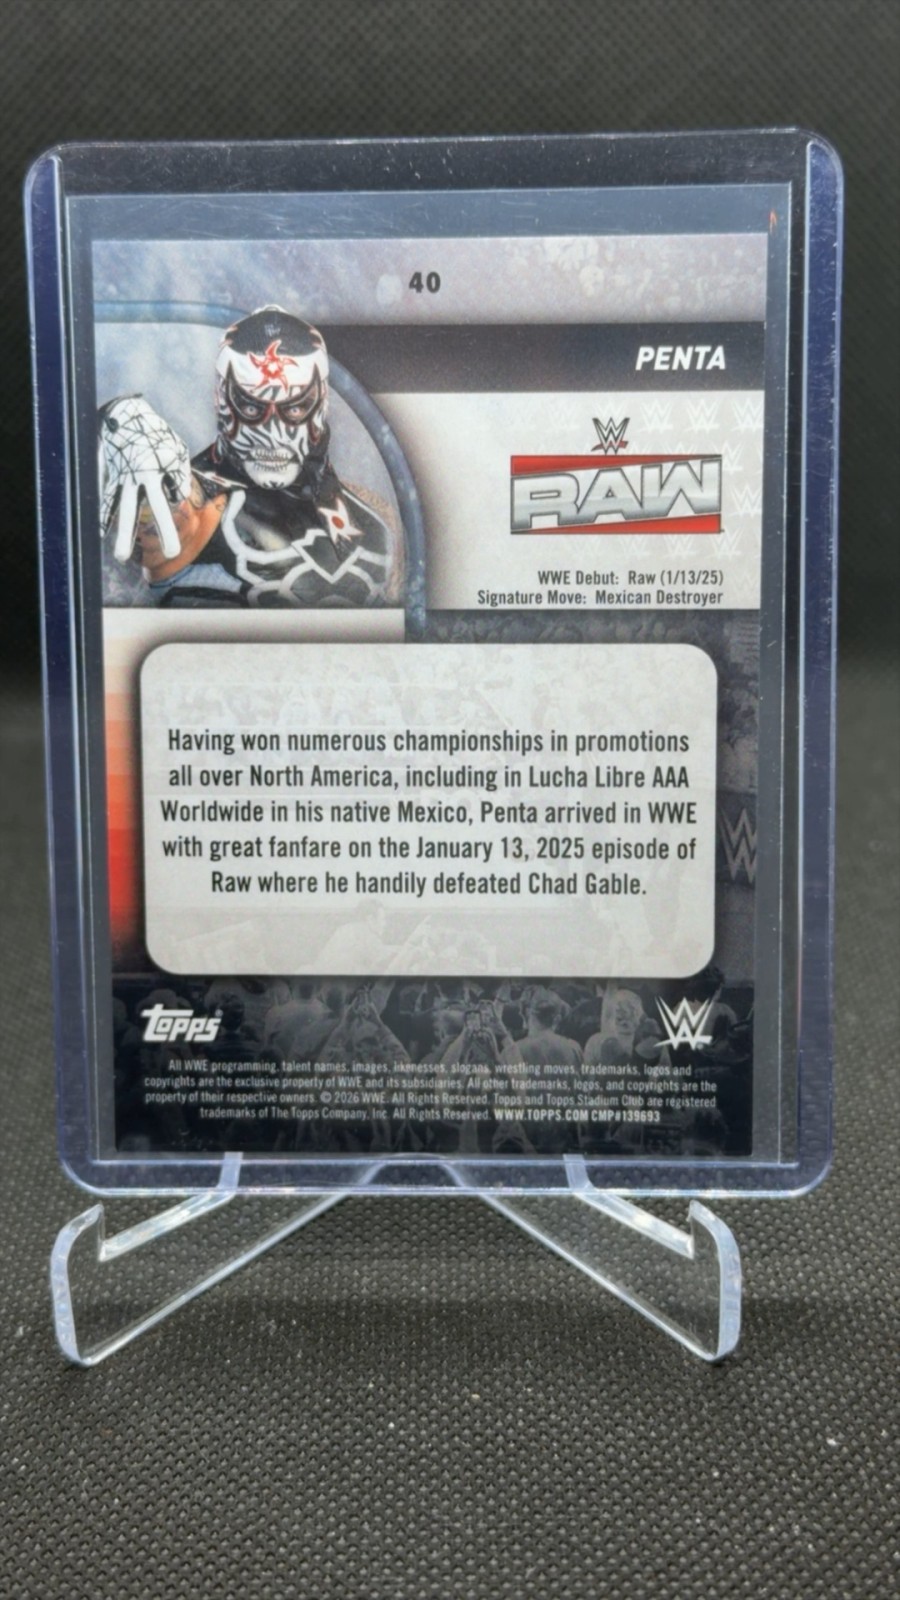 40
PENTA
W
RAW
WWE Debut: Raw (1/13/25)
Signature Move: Mexican Destroyer
Having won numerous championships in promotions
all over North America, including in Lucha Libre AAA
Worldwide in his native Mexico, Penta arrived in WWE
with great fanfare on the January 13, 2025 episode of
Raw where he handily defeated Chad Gable.
Topps
W
All WWE programming, talent names, images, likenesses, slogans, wrestling moves, trademarks, logos and
copyrights are the exclusive property of WWE and its subsidiaries. All other trademarks, logos, and copyrights are the
property of their respective owners. © 2026 WWE. All Rights Reserved. Topps and Topps Stadium Club are registered
trademarks of The Topps Company, Inc. All Rights Reserved. WWW.TOPPS.COM CMP#139693